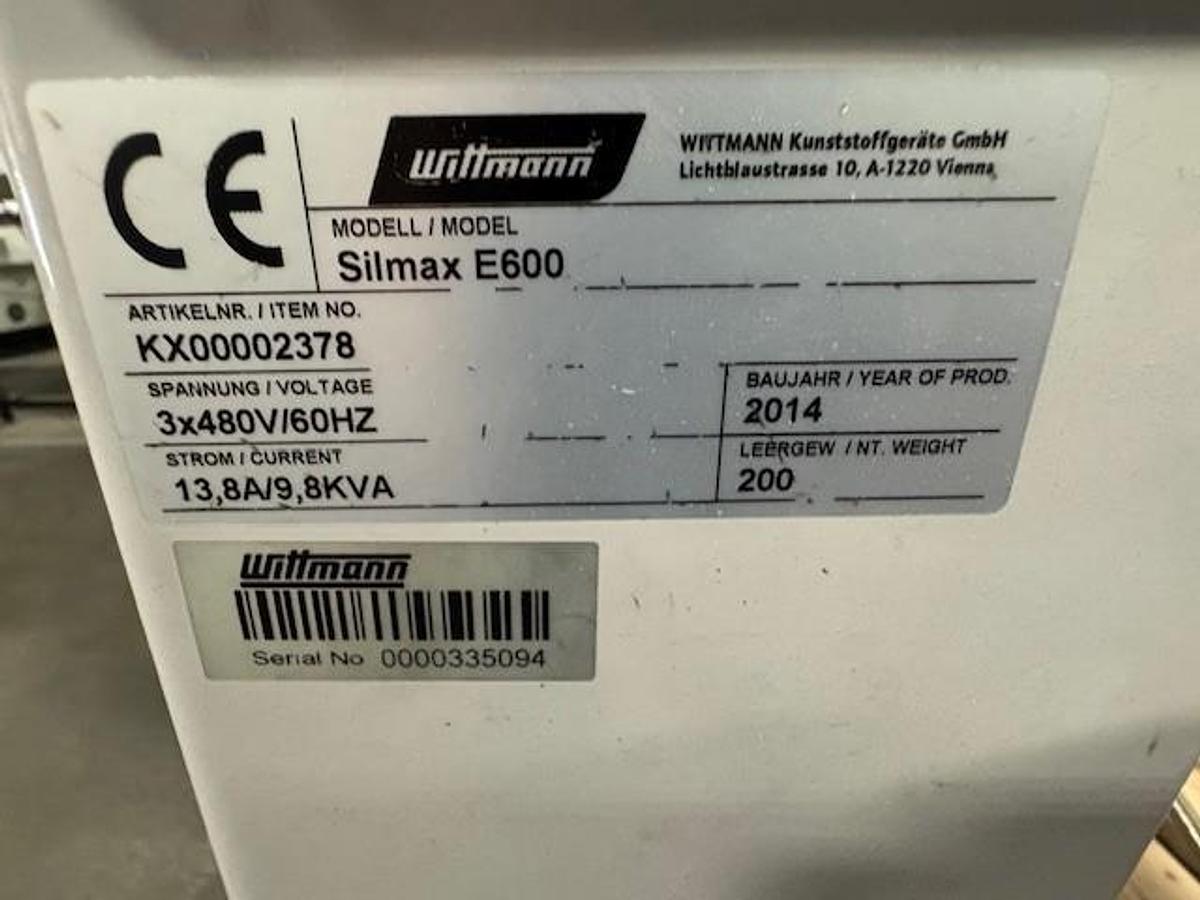 CE
Wittmann
WITTMANN Kunststoffgeräte GmbH
Lichtblaustrasse 10, A-1220 Vienna
MODELL / MODEL
Silmax E600
ARTIKELNR. / ITEM NO.
KX00002378
SPANNUNG / VOLTAGE
3x480V/60HZ
STROM / CURRENT
13,8A/9,8KVA
BAUJAHR / YEAR OF PROD.
2014
LEERGEW / NT. WEIGHT
200
Wittmann
Serial No 0000335094